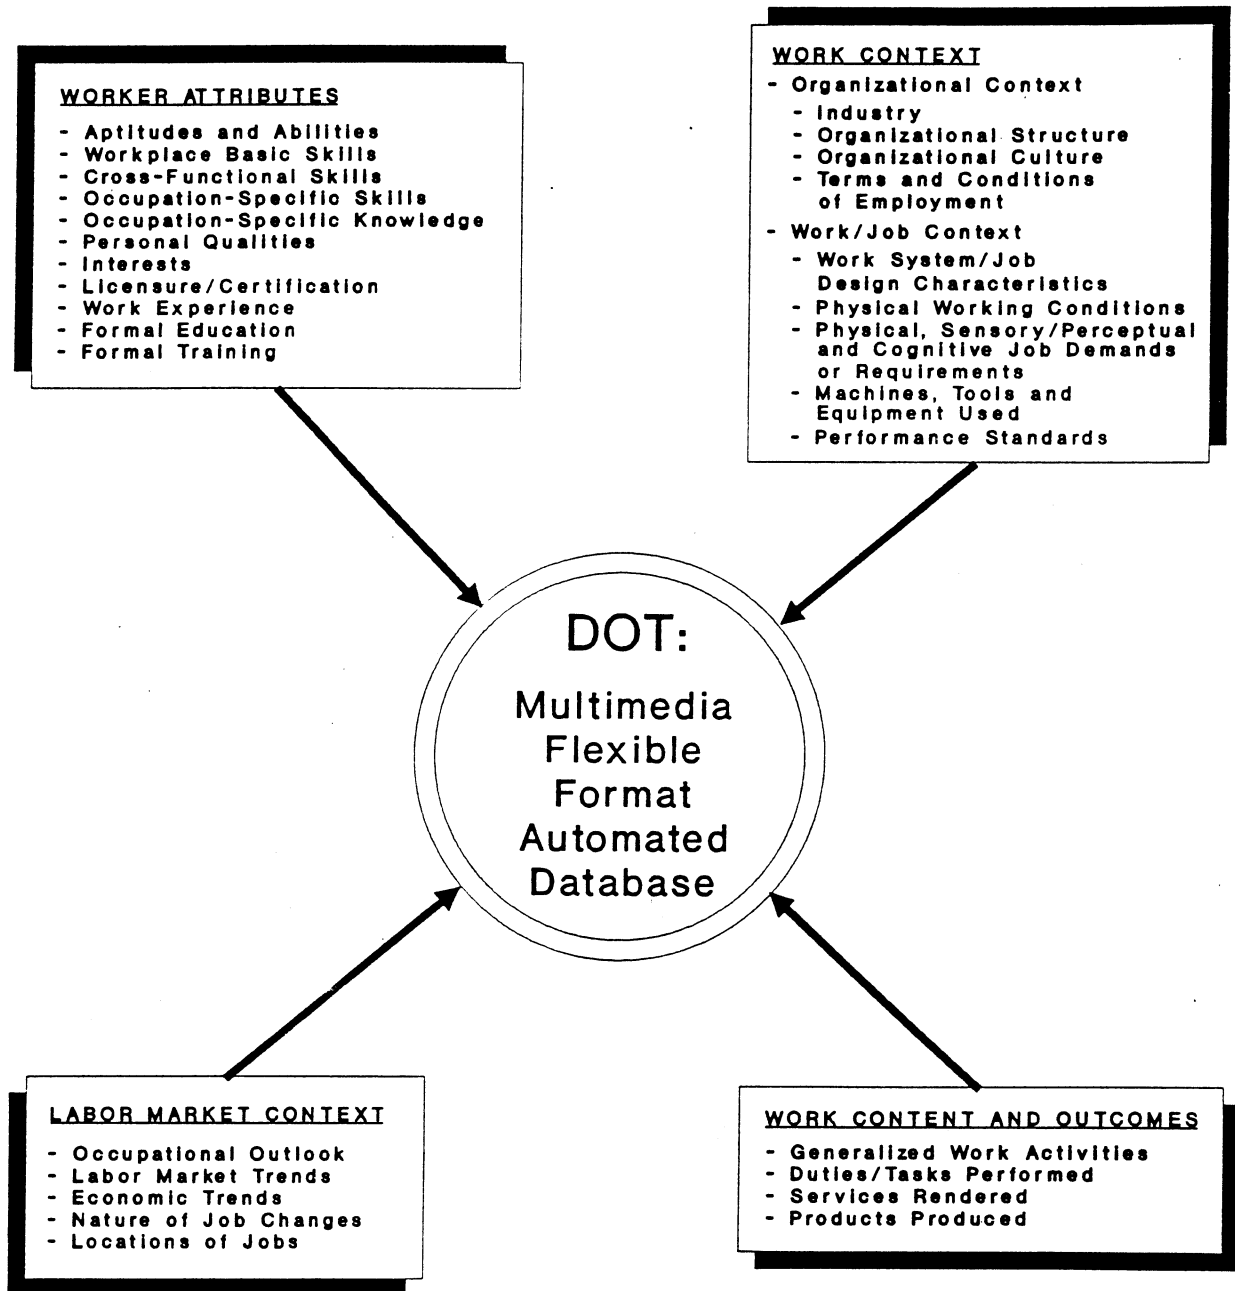 WORKER ATTRIBUTES
- Aptitudes and Abilities
- Workplace Basic Skills
- Cross-Functional Skills
- Occupation-Specific Skills
- Occupation-Specific Knowledge
- Personal Qualities
- Interests
- Licensure/Certification
- Work Experience
- Formal Education
- Formal Training
WORK CONTEXT
- Organizational Context
- Industry
- Organizational Structure
- Organizational Culture
- Terms and Conditions
of Employment
- Work/Job Context
- Work System/Job
Design Characteristics
- Physical Working Conditions
- Physical, Sensory/Perceptual
and Cognitive Job Demands
or Requirements
- Machines, Tools and
Equipment Used
- Performance Standards
DOT:
Multimedia
Flexible
Format
Automated
Database
LABOR MARKET CONTEXT
- Occupational Outlook
- Labor Market Trends
- Economic Trends
- Nature of Job Changes
- Locations of Jobs
WORK CONTENT AND OUTCOMES
- Generalized Work Activities
- Duties/Tasks Performed
- Services Rendered
- Products Produced